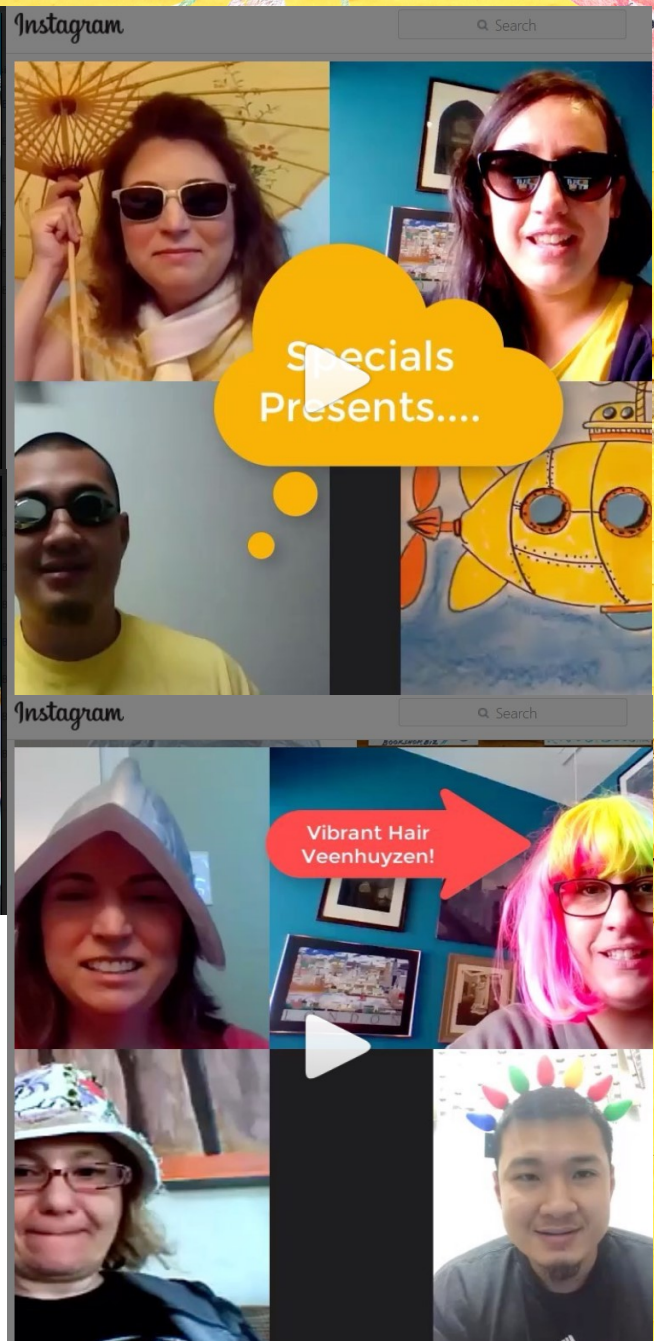 Instagram
Search
Specials
Presents....
Instagram
Search
Vibrant Hair
Veenhuyzen!